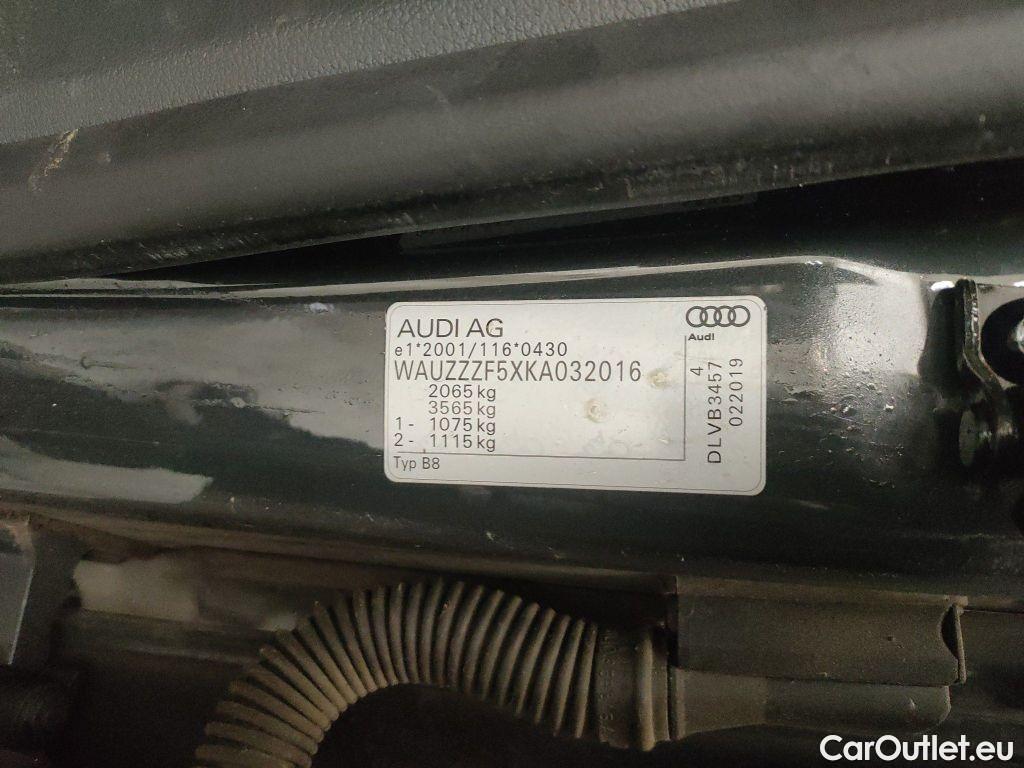 AUDI AG
Audi
e1*2001/116*0430
WAUZZZF5XKA032016
2065 kg
3565 kg
1 - 1075 kg
2 - 1115 kg
Typ B8
4
DLVB3457
022019
CarOutlet.eu